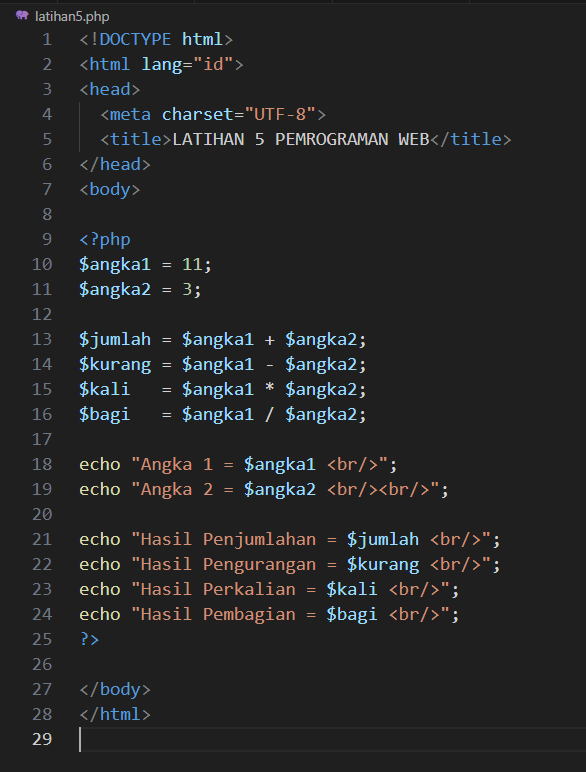 latihan5.php
1 <!DOCTYPE html>
2 <html lang="id">
3 <head>
4   <meta charset="UTF-8">
5   <title>LATIHAN 5 PEMROGRAMAN WEB</title>
6 </head>
7 <body>
8
9 <?php
10 $angka1 = 11;
11 $angka2 = 3;
12
13 $jumlah = $angka1 + $angka2;
14 $kurang = $angka1 - $angka2;
15 $kali   = $angka1 * $angka2;
16 $bagi   = $angka1 / $angka2;
17
18 echo "Angka 1 = $angka1 <br/>";
19 echo "Angka 2 = $angka2 <br/><br/>";
20
21 echo "Hasil Penjumlahan = $jumlah <br/>";
22 echo "Hasil Pengurangan = $kurang <br/>";
23 echo "Hasil Perkalian = $kali <br/>";
24 echo "Hasil Pembagian = $bagi <br/>";
25 ?>
26
27 </body>
28 </html>
29